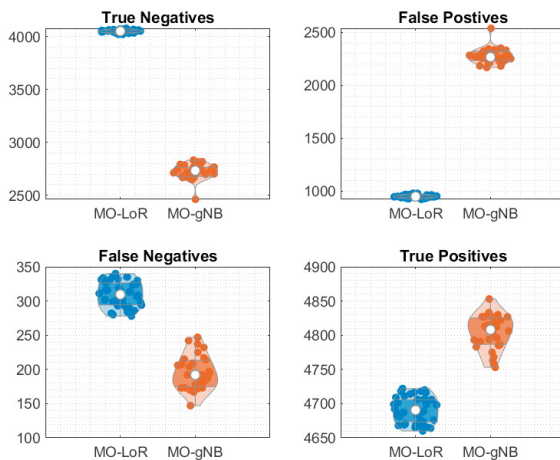 True Negatives
4000
3500
3000
2500
MO-LoR MO-gNB
False Postives
2500
2000
1500
1000
MO-LoR MO-gNB
False Negatives
350
300
250
200
150
100
MO-LoR MO-gNB
True Positives
4900
4850
4800
4750
4700
4650
MO-LoR MO-gNB